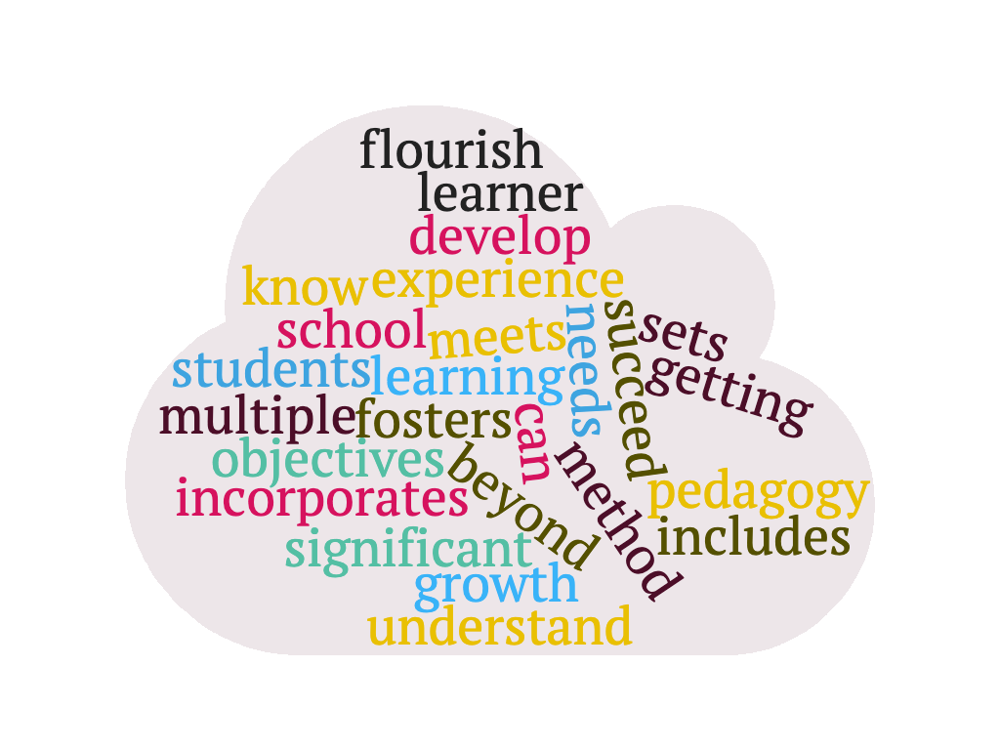 flourish
learner
develop
know experience
school meets needs succeed sets
students learning getting
multiple fosters can
objectives beyond method
incorporates pedagogy
significant includes
growth
understand